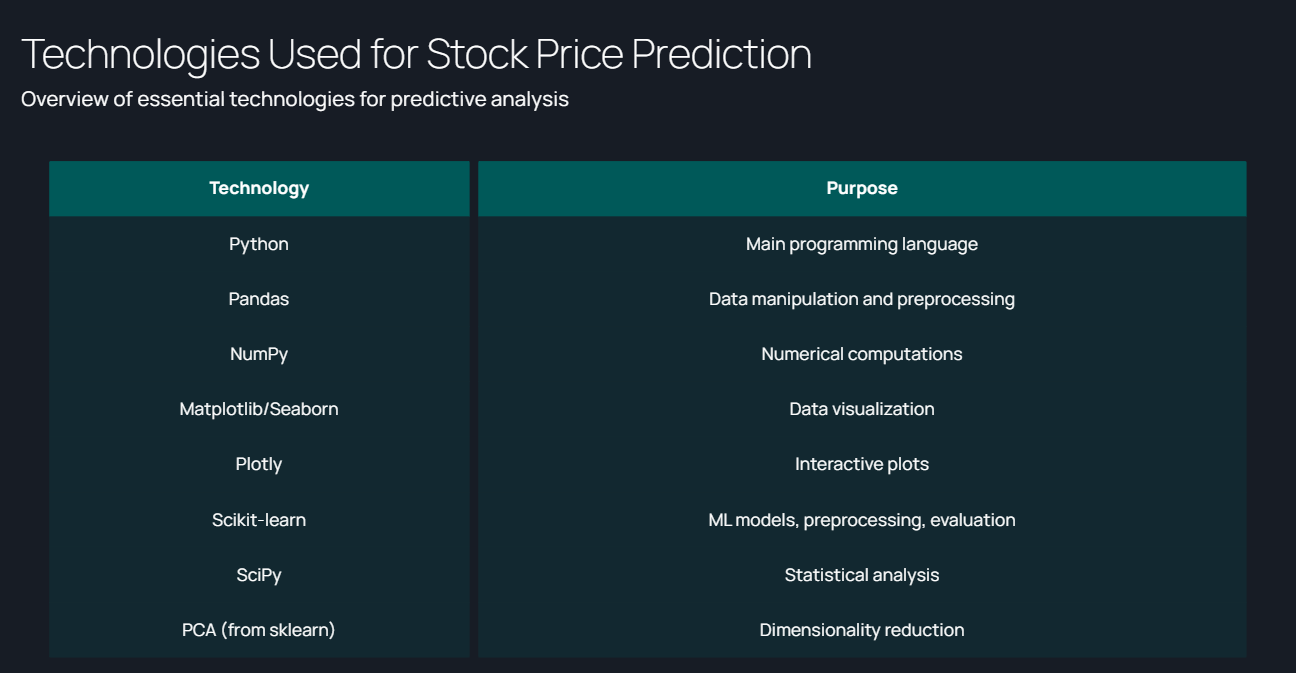 Technologies Used for Stock Price Prediction
Overview of essential technologies for predictive analysis
Technology Purpose
Python Main programming language
Pandas Data manipulation and preprocessing
NumPy Numerical computations
Matplotlib/Seaborn Data visualization
Plotly Interactive plots
Scikit-learn ML models, preprocessing, evaluation
SciPy Statistical analysis
PCA (from sklearn) Dimensionality reduction